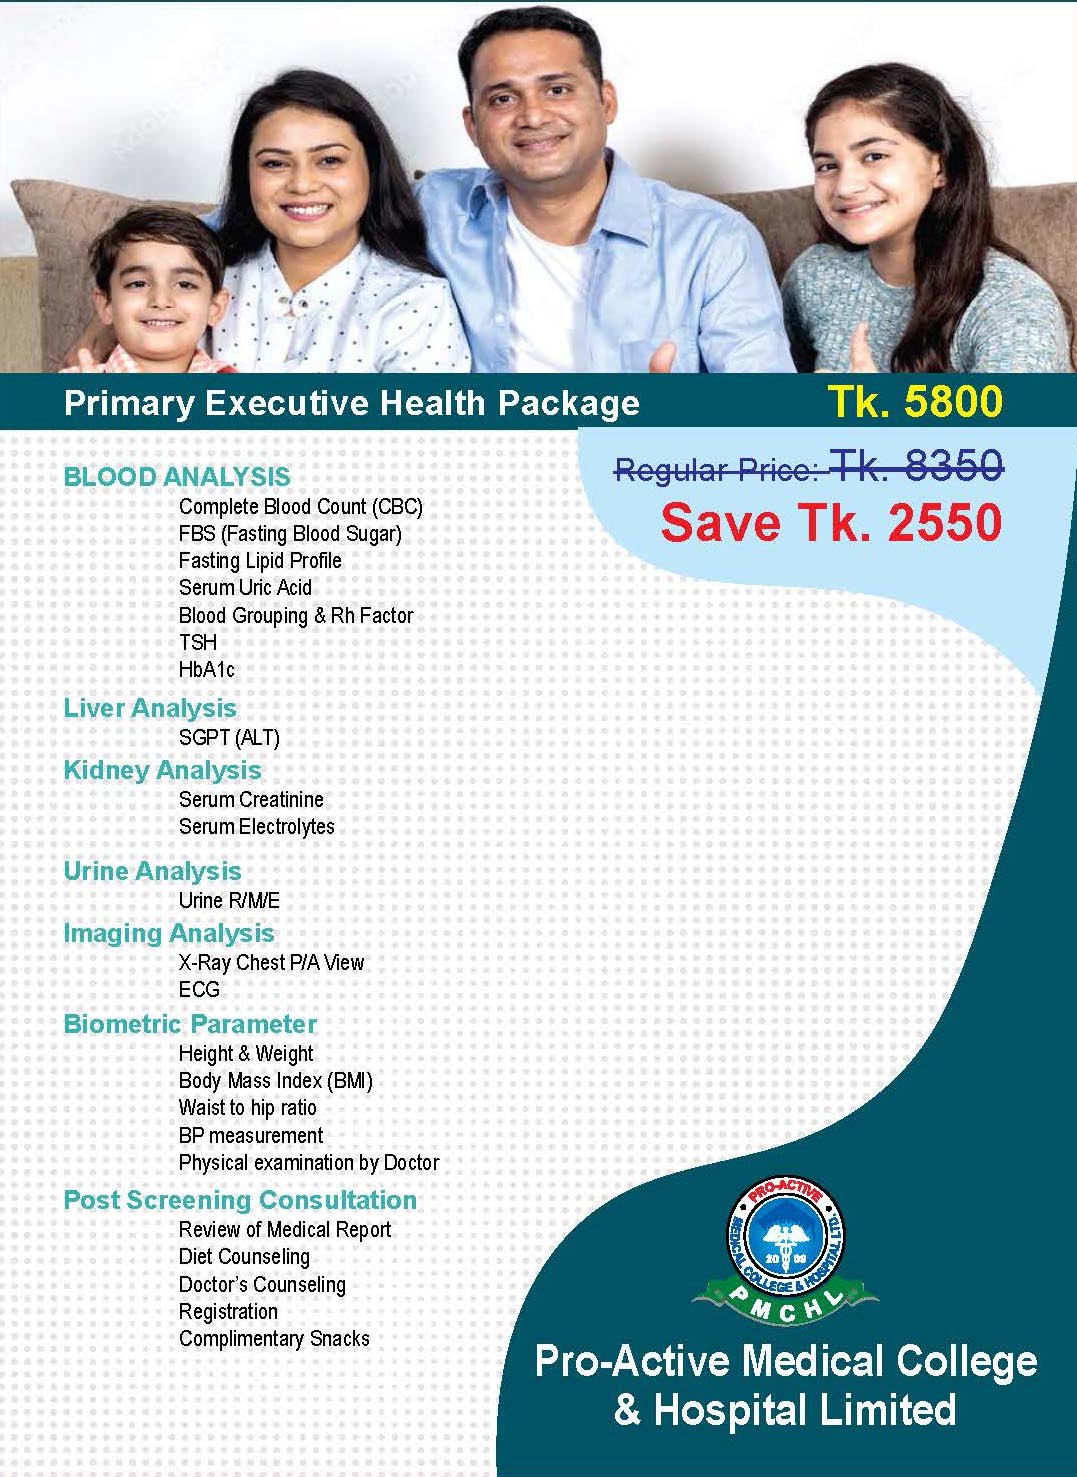 Primary Executive Health Package
Tk. 5800
Regular Price: Tk. 8350
Save Tk. 2550
BLOOD ANALYSIS
Complete Blood Count (CBC)
FBS (Fasting Blood Sugar)
Fasting Lipid Profile
Serum Uric Acid
Blood Grouping & Rh Factor
TSH
HbA1c
Liver Analysis
SGPT (ALT)
Kidney Analysis
Serum Creatinine
Serum Electrolytes
Urine Analysis
Urine R/M/E
Imaging Analysis
X-Ray Chest P/A View
ECG
Biometric Parameter
Height & Weight
Body Mass Index (BMI)
Waist to hip ratio
BP measurement
Physical examination by Doctor
Post Screening Consultation
Review of Medical Report
Diet Counseling
Doctor's Counseling
Registration
Complimentary Snacks
PRO-ACTIVE
MEDICAL COLLEGE & HOSPITAL LTD.
20 09
PMCHL
Pro-Active Medical College
& Hospital Limited